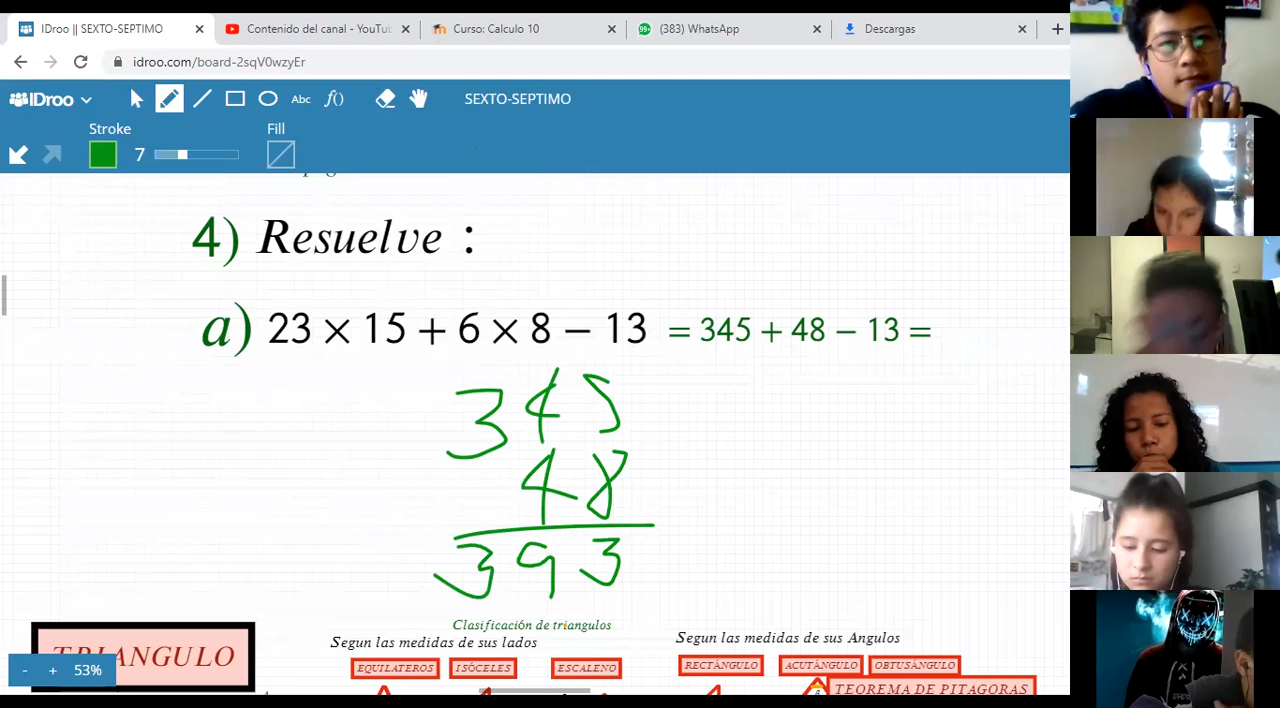 IDroo || SEXTO-SEPTIMO
Contenido del canal - YouTu
Curso: Calculo 10
99+ (383) WhatsApp
Descargas
idroo.com/board-2sqV0wzyEr
IDroo
Abc
f()
SEXTO-SEPTIMO
Stroke
Fill
7
4) Resuelve :
a) 23 × 15 + 6 × 8 − 13 = 345 + 48 − 13 =
345
48
393
Clasificación de triangulos
Segun las medidas de sus lados
Segun las medidas de sus Angulos
TRIANGULO
EQUILATEROS
ISÓCELES
ESCALENO
RECTÁNGULO
ACUTÁNGULO
OBTUSÁNGULO
TEOREMA DE PITAGORAS
- + 53%